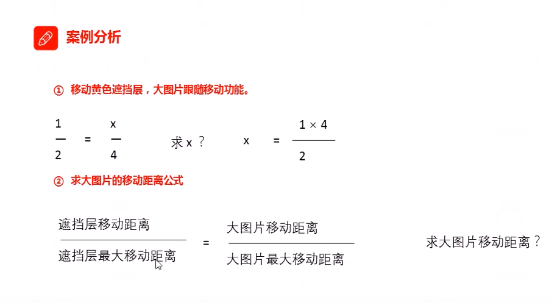 案例分析
① 移动黄色遮挡层，大图片跟随移动功能。
1 x 1 × 4
— = — 求 x ？ x = —
2 4 2
② 求大图片的移动距离公式
遮挡层移动距离 大图片移动距离
= 求大图片移动距离？
遮挡层最大移动距离 大图片最大移动距离